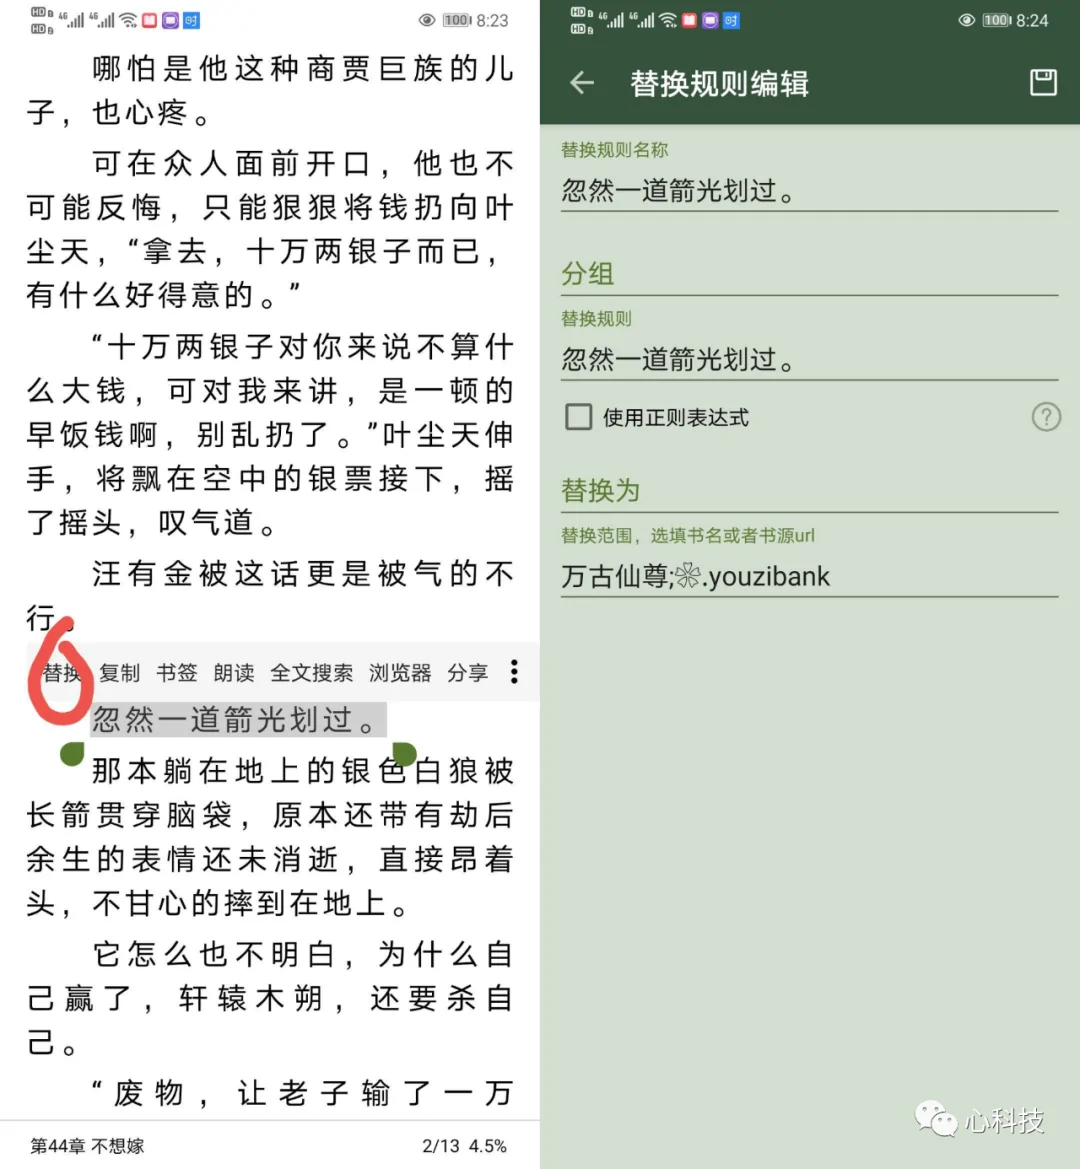 8:23
哪怕是他这种商贾巨族的儿
子，也心疼。
可在众人面前开口，他也不
可能反悔，只能狠狠将钱扔向叶
尘天，“拿去，十万两银子而已，
有什么好得意的。”
“十万两银子对你来说不算什
么大钱，可对我来讲，是一顿的
早饭钱啊，别乱扔了。”叶尘天伸
手，将飘在空中的银票接下，摇
了摇头，叹气道。
汪有金被这话更是被气的不
行。
替换 复制 书签 朗读 全文搜索 浏览器 分享
忽然一道箭光划过。
那本躺在地上的银色白狼被
长箭贯穿脑袋，原本还带有劫后
余生的表情还未消逝，直接昂着
头，不甘心的摔到在地上。
它怎么也不明白，为什么自
己赢了，轩辕木朔，还要杀自
己。
“废物，让老子输了一万
第44章 不想嫁 2/13 4.5%
8:24
替换规则编辑
替换规则名称
忽然一道箭光划过。
分组
替换规则
忽然一道箭光划过。
使用正则表达式
替换为
替换范围，选填书名或者书源url
万古仙尊;🌼.youzibank
心科技